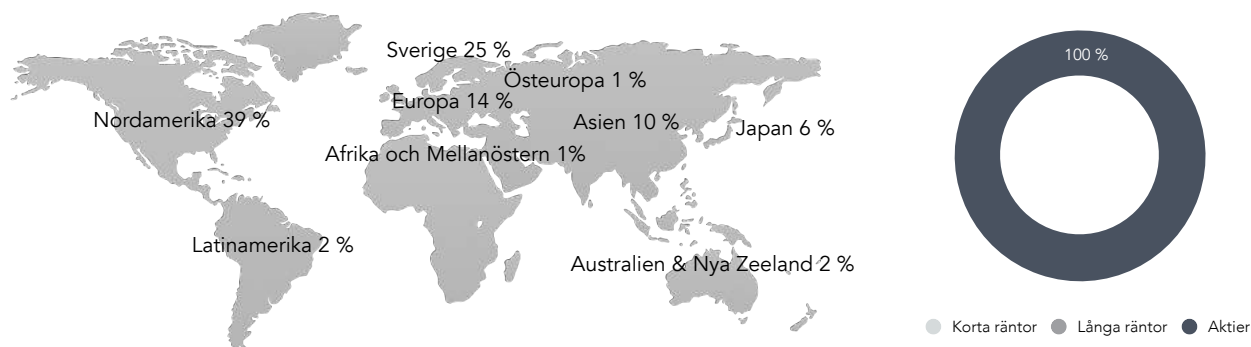 Sverige 25 %
Östeuropa 1 %
Europa 14 %
Nordamerika 39 %
Asien 10 %
Japan 6 %
Afrika och Mellanöstern 1%
Latinamerika 2 %
Australien & Nya Zeeland 2 %
100 %
Korta räntor
Långa räntor
Aktier